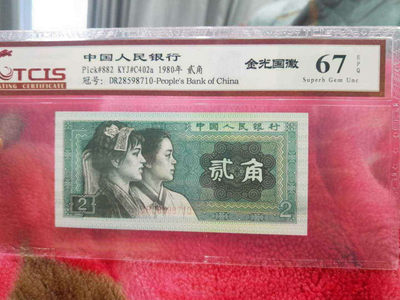 中国人民银行
Pick#882 KYJ#C402a 1980年 贰角
冠号: DR28598710-People's Bank of China
TCIS
ATING CERTIFICATE
金光国徽
67 EPQ
Superb Gem Unc
中国人民银行
贰角
2
2